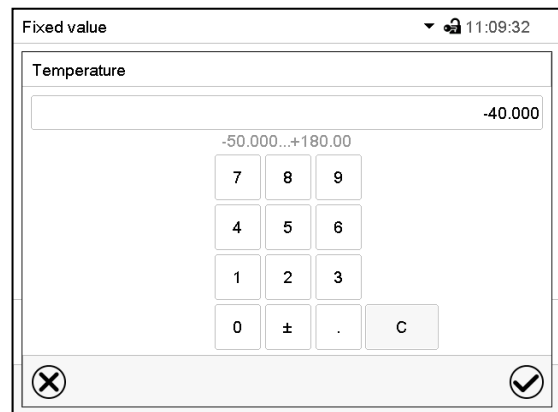 Fixed value 11:09:32
Temperature
-40.000
-50.000...+180.00
7 8 9
4 5 6
1 2 3
0 ± . C